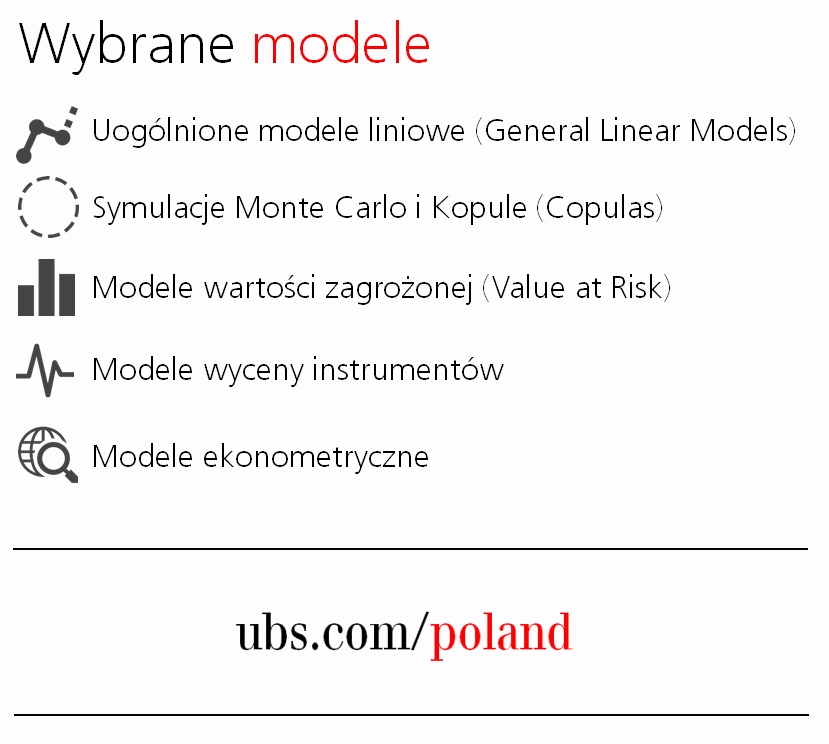 Wybrane modele
Uogólnione modele liniowe (General Linear Models)
Symulacje Monte Carlo i Kopule (Copulas)
Modele wartości zagrożonej (Value at Risk)
Modele wyceny instrumentów
Modele ekonometryczne
ubs.com/poland